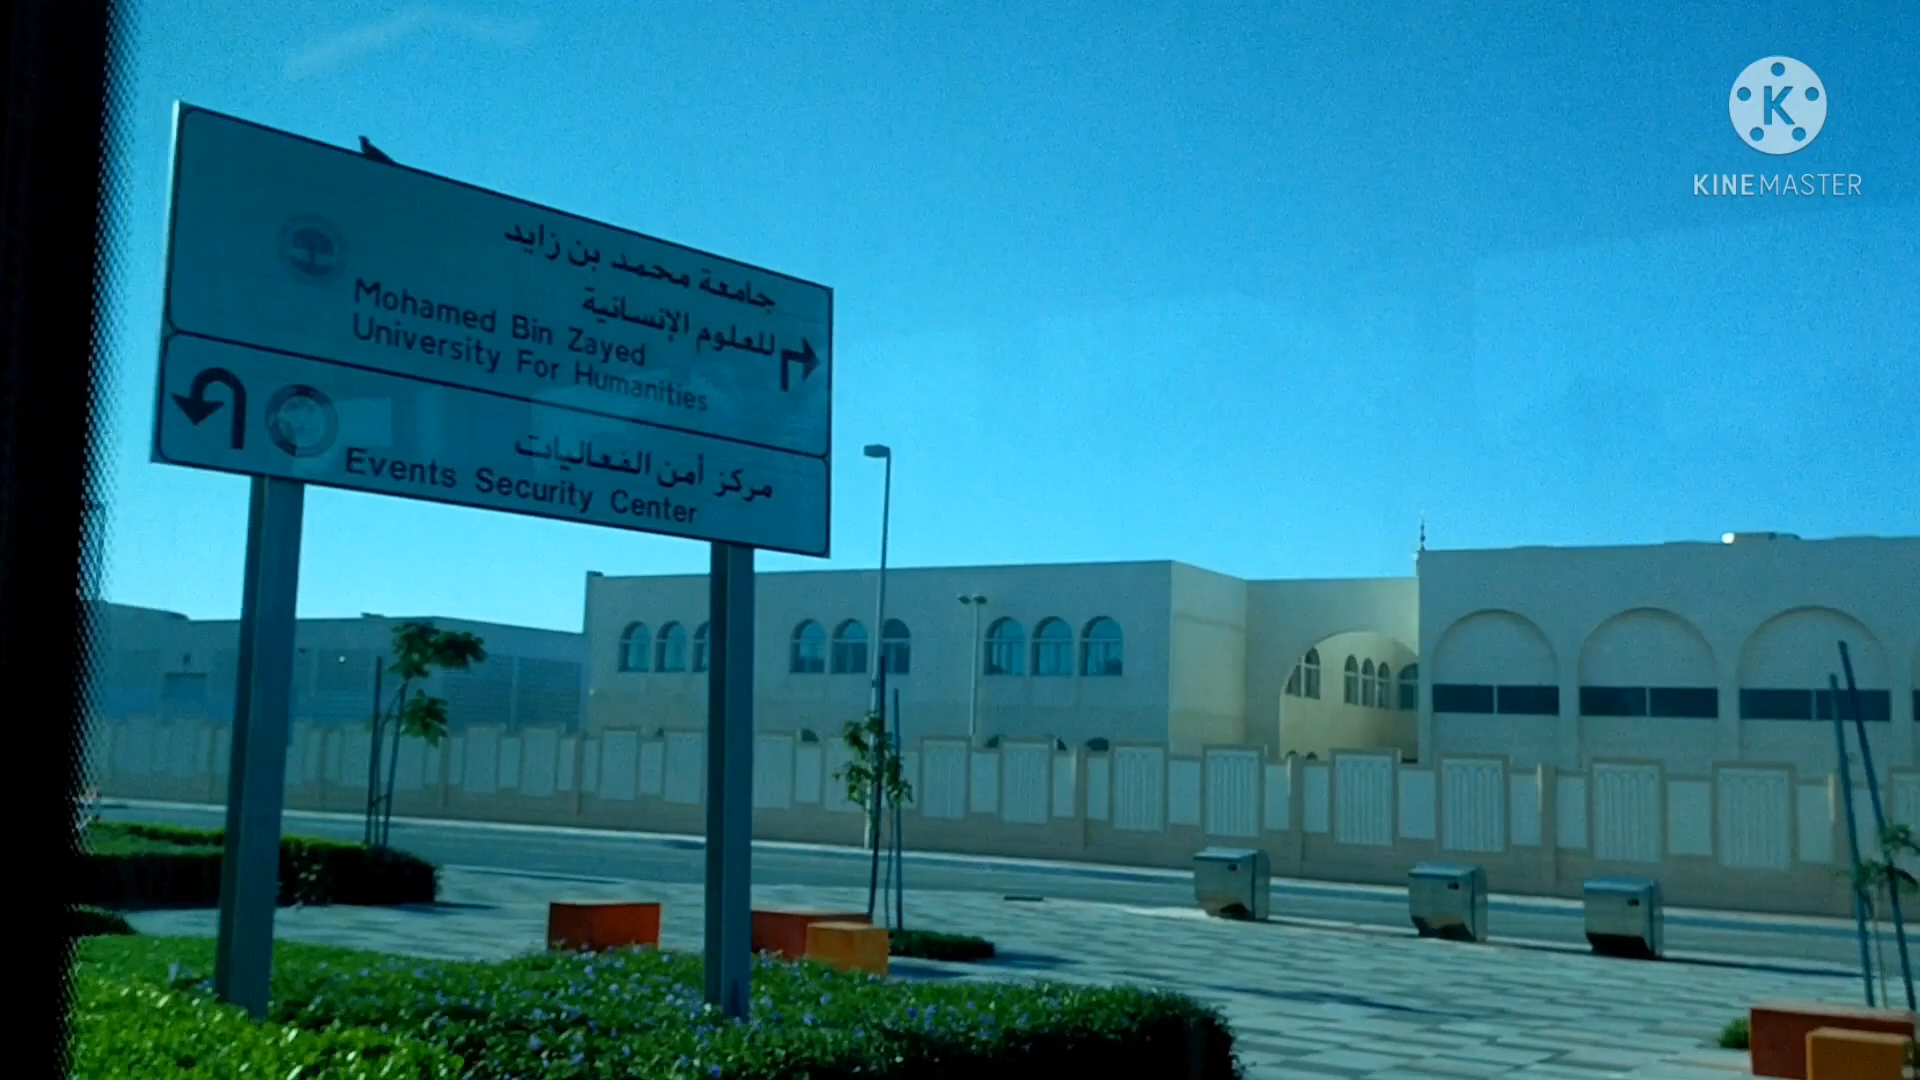 جامعة محمد بن زايد
للعلوم الإنسانية
Mohamed Bin Zayed
University For Humanities
مركز أمن الفعاليات
Events Security Center
K
KINEMASTER